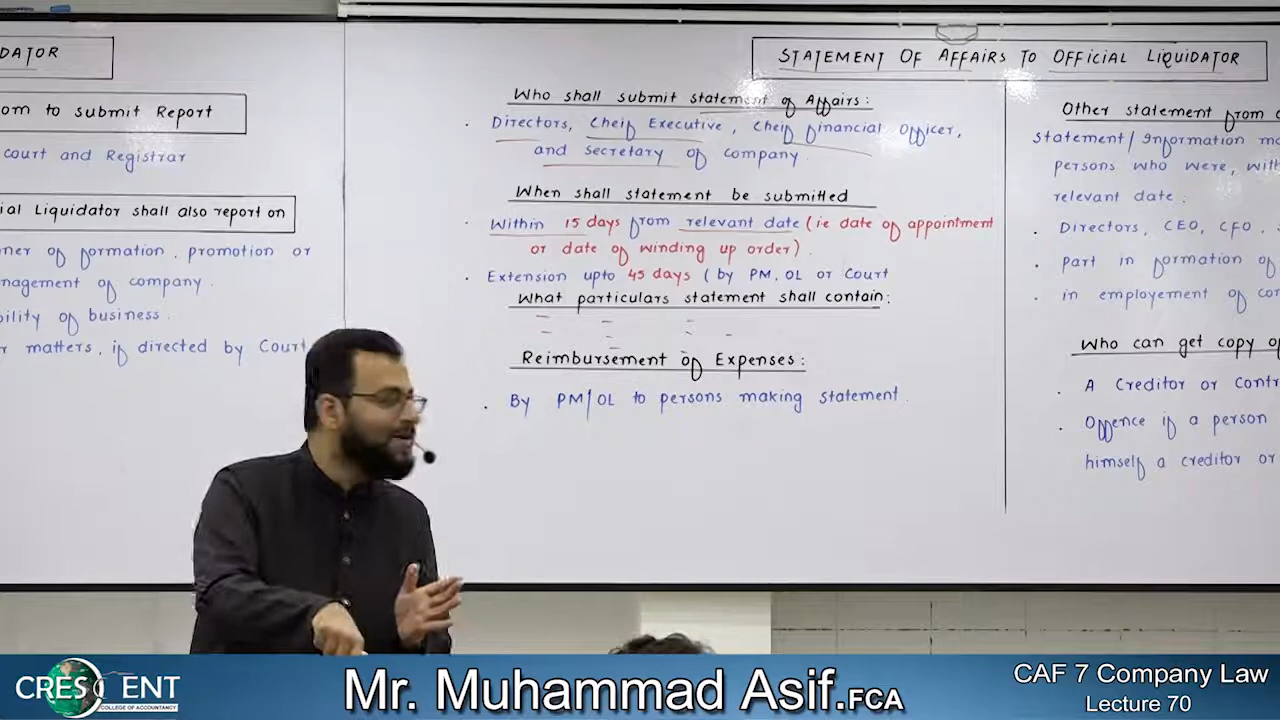 DATOR
om to submit Report
court and Registrar
ial Liquidator shall also report on
ner of formation, promotion or
nagement of company.
bility of business.
r matters, if directed by Court
STATEMENT OF AFFAIRS TO OFFICIAL LIQUIDATOR
Who shall submit statement of Affairs:
. Directors, Cheif Executive, Cheif financial Officer,
and secretary of company.
When shall statement be submitted
. Within 15 days from relevant date (ie date of appointment
or date of winding up order).
. Extension upto 45 days (by PM, OL or Court
What particulars statement shall contain:
Reimbursement of Expenses:
. By PM/OL to persons making statement.
Other statement from
statement/Information
persons who were, with
relevant date.
. Directors, CEO, CFO.
. part in formation of
. in employement of
Who can get copy
. A Creditor or
. Offence if a person
himself a creditor or
CRESCENT
COLLEGE OF ACCOUNTANCY
Mr. Muhammad Asif.FCA
CAF 7 Company Law
Lecture 70